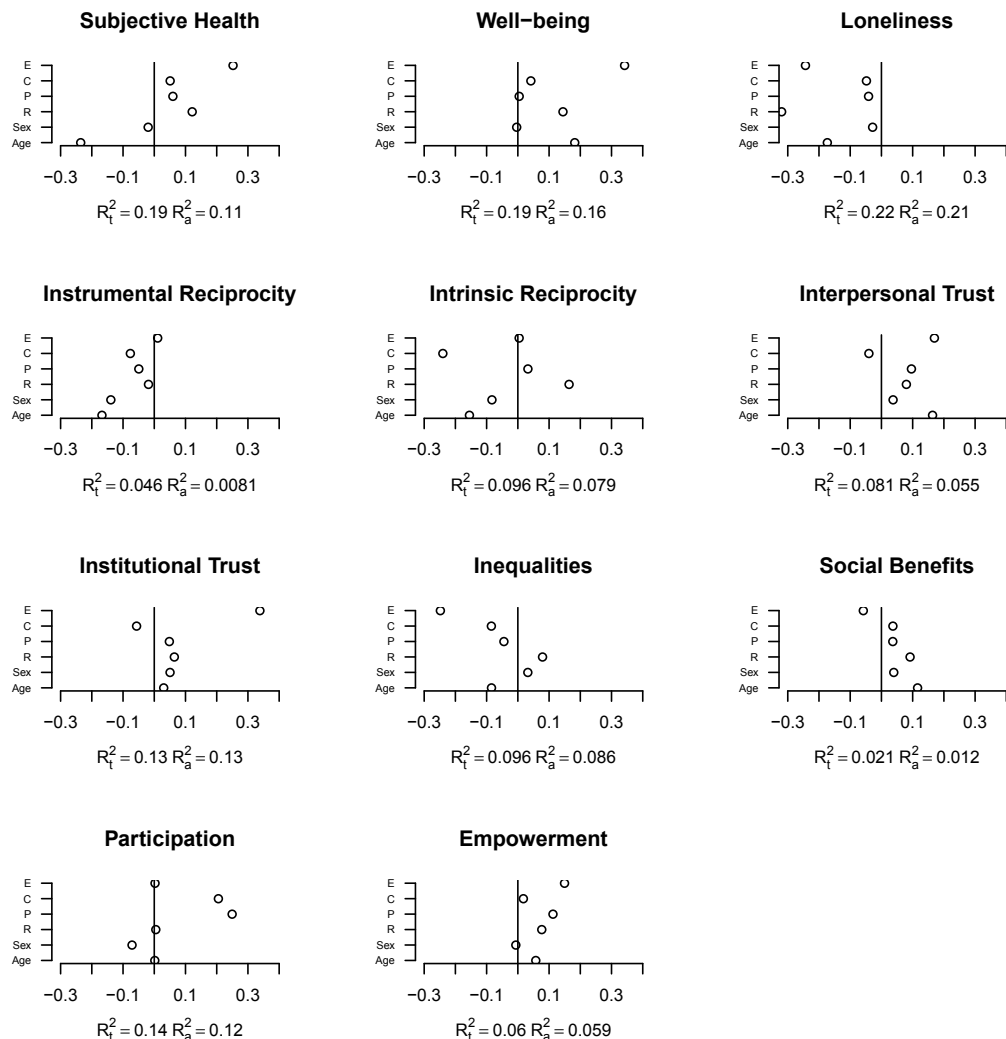 Subjective Health
E
C
P
R
Sex
Age
−0.3 −0.1 0.1 0.3
R²t = 0.19 R²a = 0.11
Well−being
E
C
P
R
Sex
Age
−0.3 −0.1 0.1 0.3
R²t = 0.19 R²a = 0.16
Loneliness
E
C
P
R
Sex
Age
−0.3 −0.1 0.1 0.3
R²t = 0.22 R²a = 0.21
Instrumental Reciprocity
E
C
P
R
Sex
Age
−0.3 −0.1 0.1 0.3
R²t = 0.046 R²a = 0.0081
Intrinsic Reciprocity
E
C
P
R
Sex
Age
−0.3 −0.1 0.1 0.3
R²t = 0.096 R²a = 0.079
Interpersonal Trust
E
C
P
R
Sex
Age
−0.3 −0.1 0.1 0.3
R²t = 0.081 R²a = 0.055
Institutional Trust
E
C
P
R
Sex
Age
−0.3 −0.1 0.1 0.3
R²t = 0.13 R²a = 0.13
Inequalities
E
C
P
R
Sex
Age
−0.3 −0.1 0.1 0.3
R²t = 0.096 R²a = 0.086
Social Benefits
E
C
P
R
Sex
Age
−0.3 −0.1 0.1 0.3
R²t = 0.021 R²a = 0.012
Participation
E
C
P
R
Sex
Age
−0.3 −0.1 0.1 0.3
R²t = 0.14 R²a = 0.12
Empowerment
E
C
P
R
Sex
Age
−0.3 −0.1 0.1 0.3
R²t = 0.06 R²a = 0.059